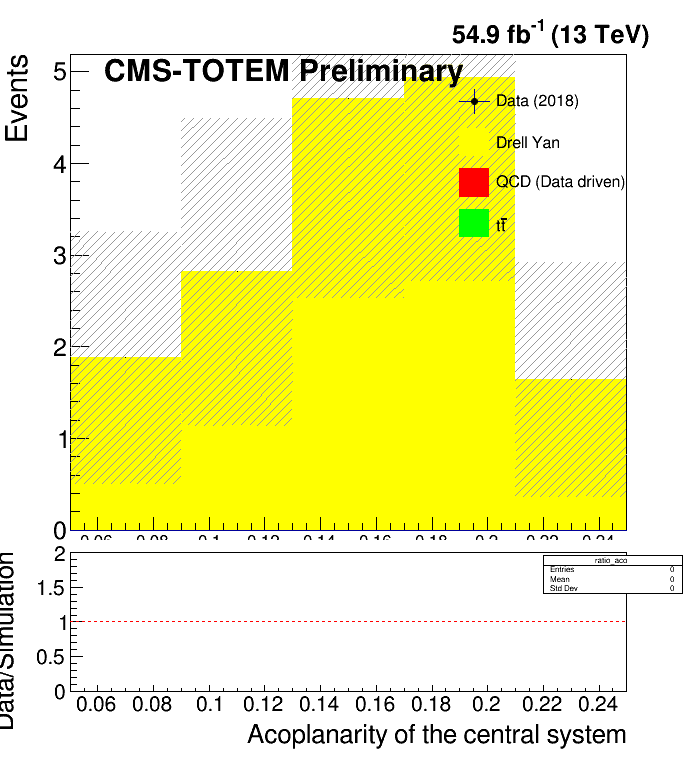 54.9 fb-1 (13 TeV)
CMS-TOTEM Preliminary
Events
5
4
3
2
1
0
Data (2018)
Drell Yan
QCD (Data driven)
tt̅
0.06 0.08 0.1 0.12 0.14 0.16 0.18 0.2 0.22 0.24
Data/Simulation
2
1.5
1
0.5
0
ratio_aco
Entries 0
Mean 0
Std Dev 0
0.06 0.08 0.1 0.12 0.14 0.16 0.18 0.2 0.22 0.24
Acoplanarity of the central system